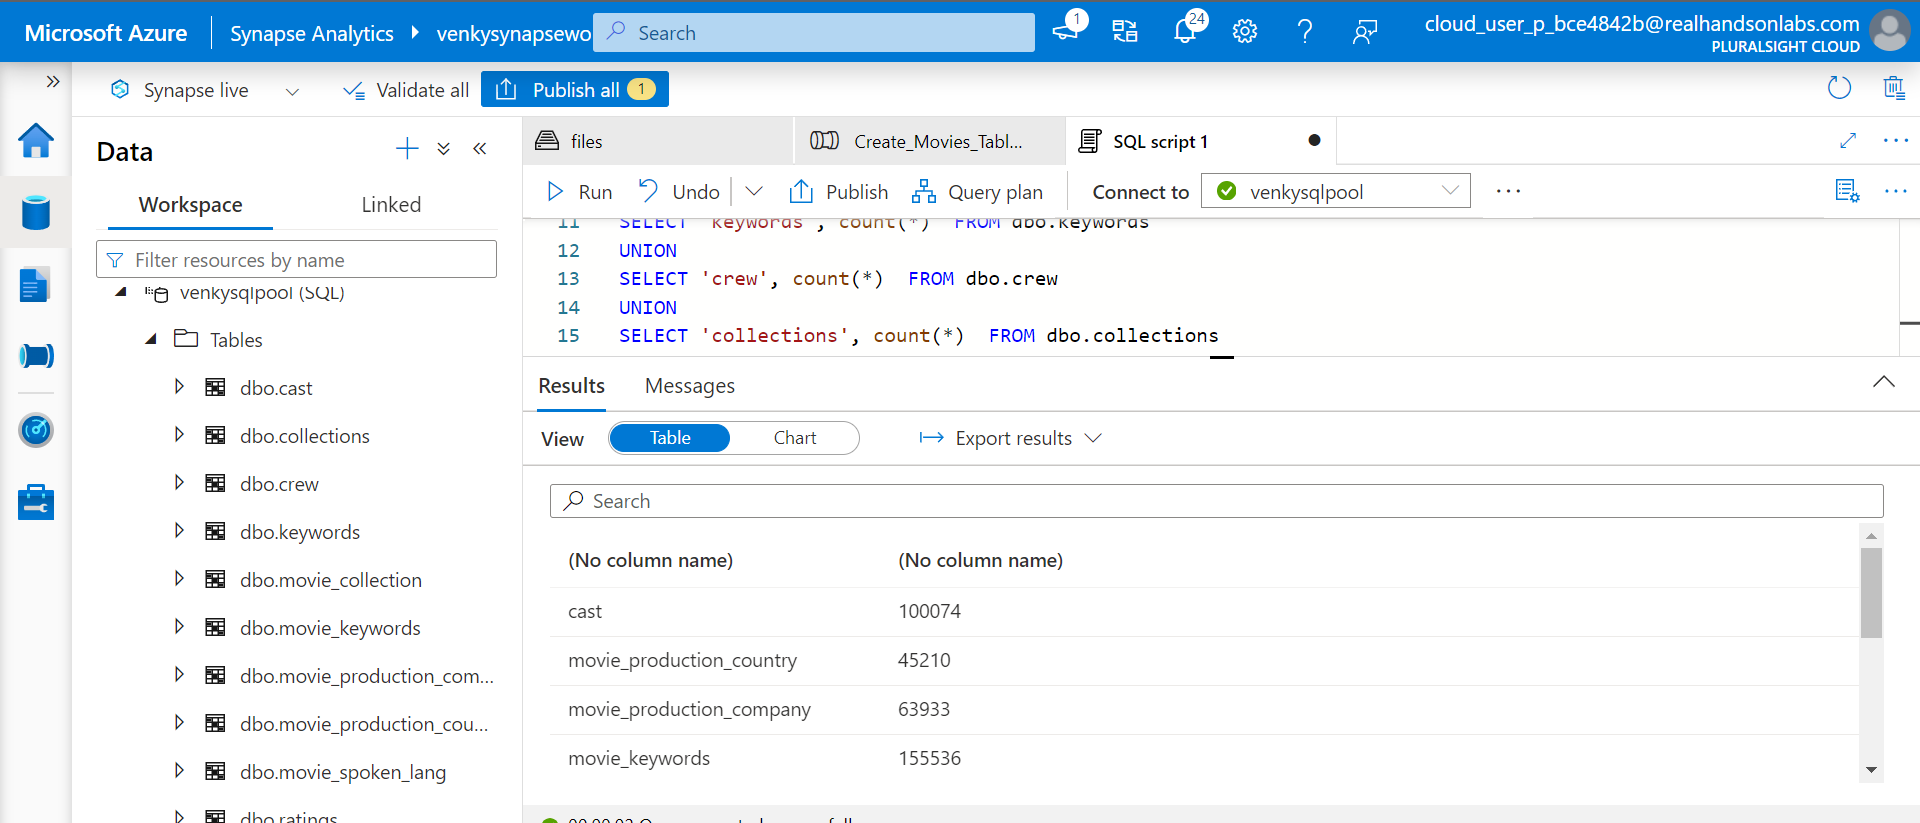 Microsoft Azure
Synapse Analytics
venkysynapsewo
Search
1
24
cloud_user_p_bce4842b@realhandsonlabs.com
PLURALSIGHT CLOUD
Synapse live
Validate all
Publish all 1
Data
Workspace
Linked
Filter resources by name
venkysqlpool (SQL)
Tables
dbo.cast
dbo.collections
dbo.crew
dbo.keywords
dbo.movie_collection
dbo.movie_keywords
dbo.movie_production_com...
dbo.movie_production_cou...
dbo.movie_spoken_lang
dbo.ratings
files
Create_Movies_Tabl...
SQL script 1
Run
Undo
Publish
Query plan
Connect to
venkysqlpool
11 SELECT 'keywords', count(*) FROM dbo.keywords
12 UNION
13 SELECT 'crew', count(*) FROM dbo.crew
14 UNION
15 SELECT 'collections', count(*) FROM dbo.collections
Results
Messages
View
Table
Chart
Export results
Search
(No column name) (No column name)
cast 100074
movie_production_country 45210
movie_production_company 63933
movie_keywords 155536